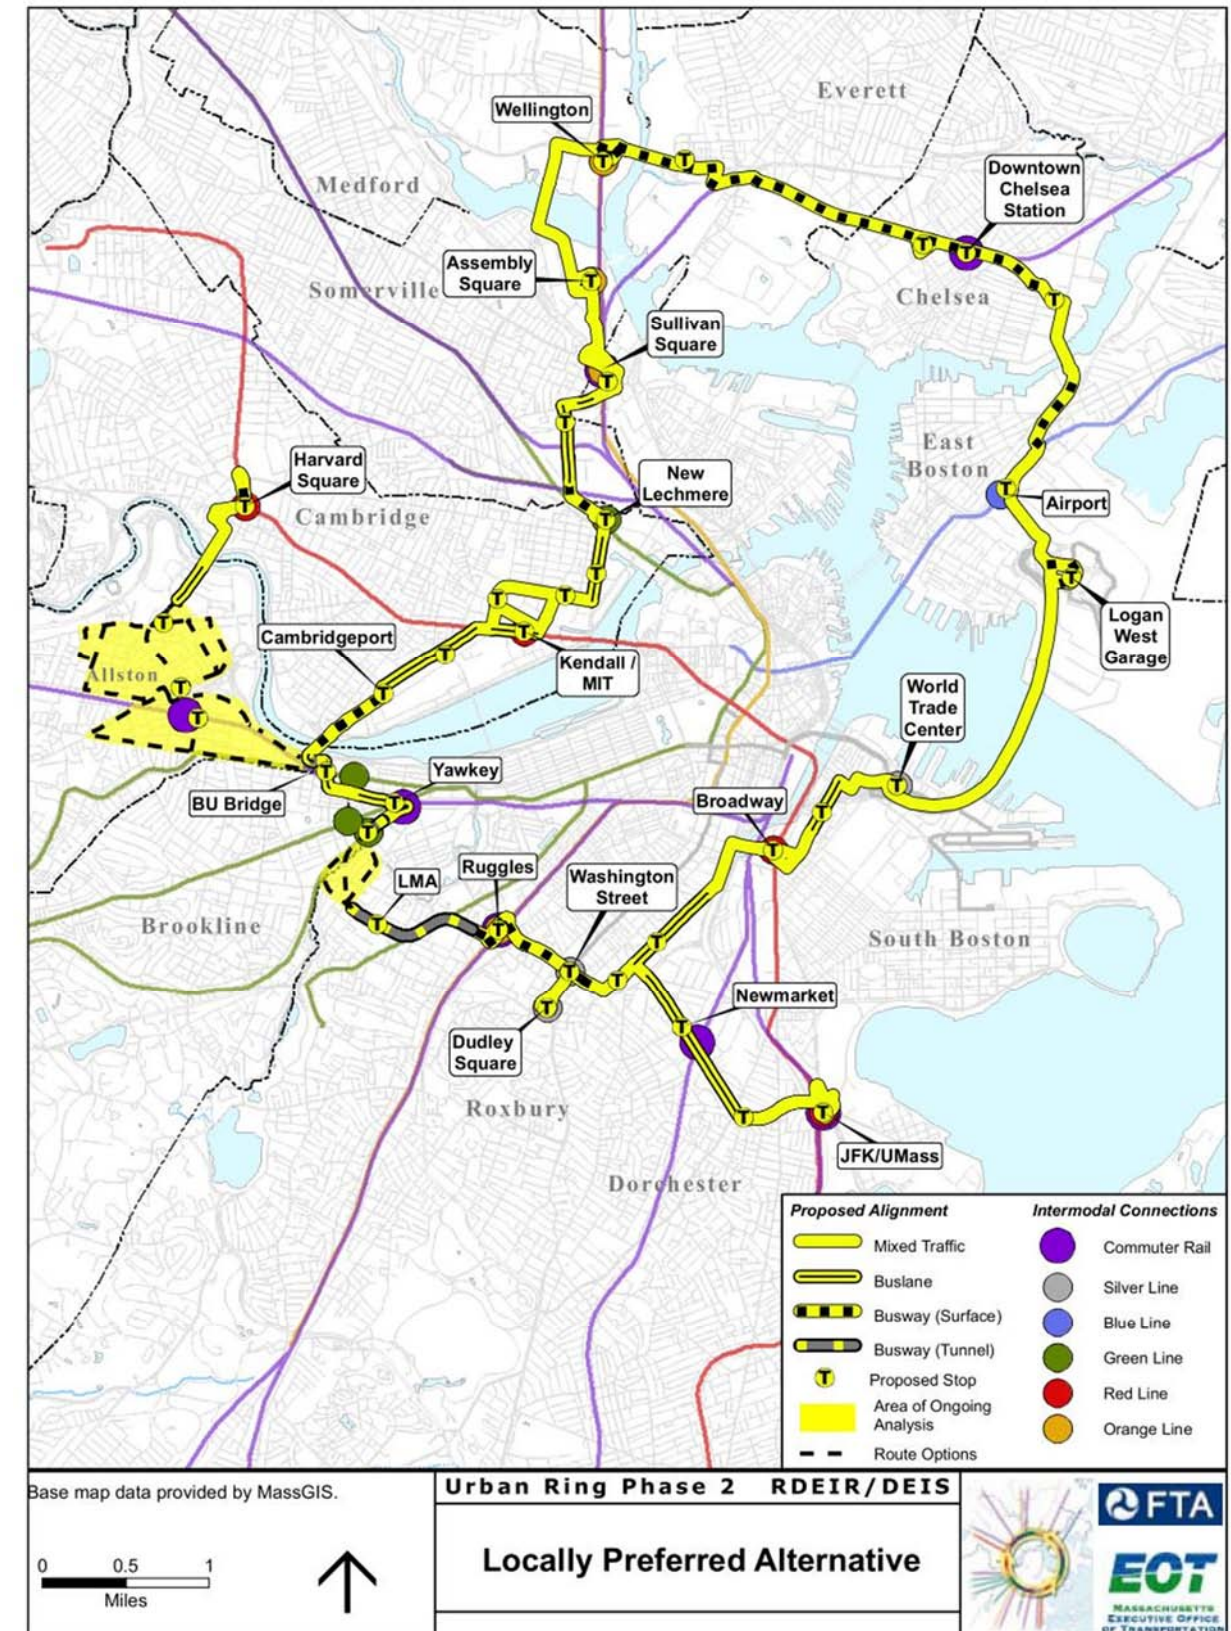 Everett
Wellington
Medford
Downtown
Chelsea
Station
Assembly
Square
Somerville
Chelsea
Sullivan
Square
East
Boston
Harvard
Square
New
Lechmere
Cambridge
Airport
Logan
West
Garage
Cambridgeport
Kendall /
MIT
Allston
World
Trade
Center
Yawkey
BU Bridge
Broadway
Ruggles
LMA
Washington
Street
Brookline
South Boston
Newmarket
Dudley
Square
Roxbury
JFK/UMass
Dorchester
Proposed Alignment
Mixed Traffic
Buslane
Busway (Surface)
Busway (Tunnel)
T
Proposed Stop
Area of Ongoing
Analysis
Route Options
Intermodal Connections
Commuter Rail
Silver Line
Blue Line
Green Line
Red Line
Orange Line
Base map data provided by MassGIS.
0 0.5 1
Miles
Urban Ring Phase 2 RDEIR/DEIS
Locally Preferred Alternative
FTA
EOT
MASSACHUSETTS
EXECUTIVE OFFICE
OF TRANSPORTATION